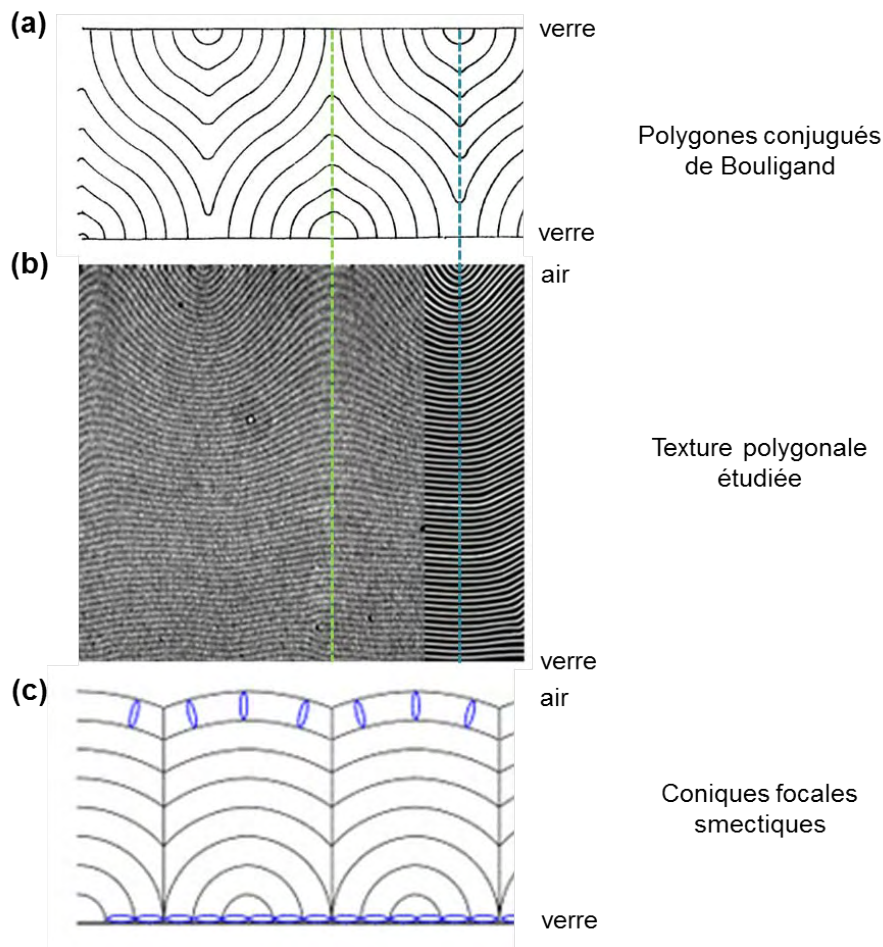 (a)
verre
Polygones conjugués
de Bouligand
verre
(b)
air
Texture polygonale
étudiée
verre
(c)
air
Coniques focales
smectiques
verre